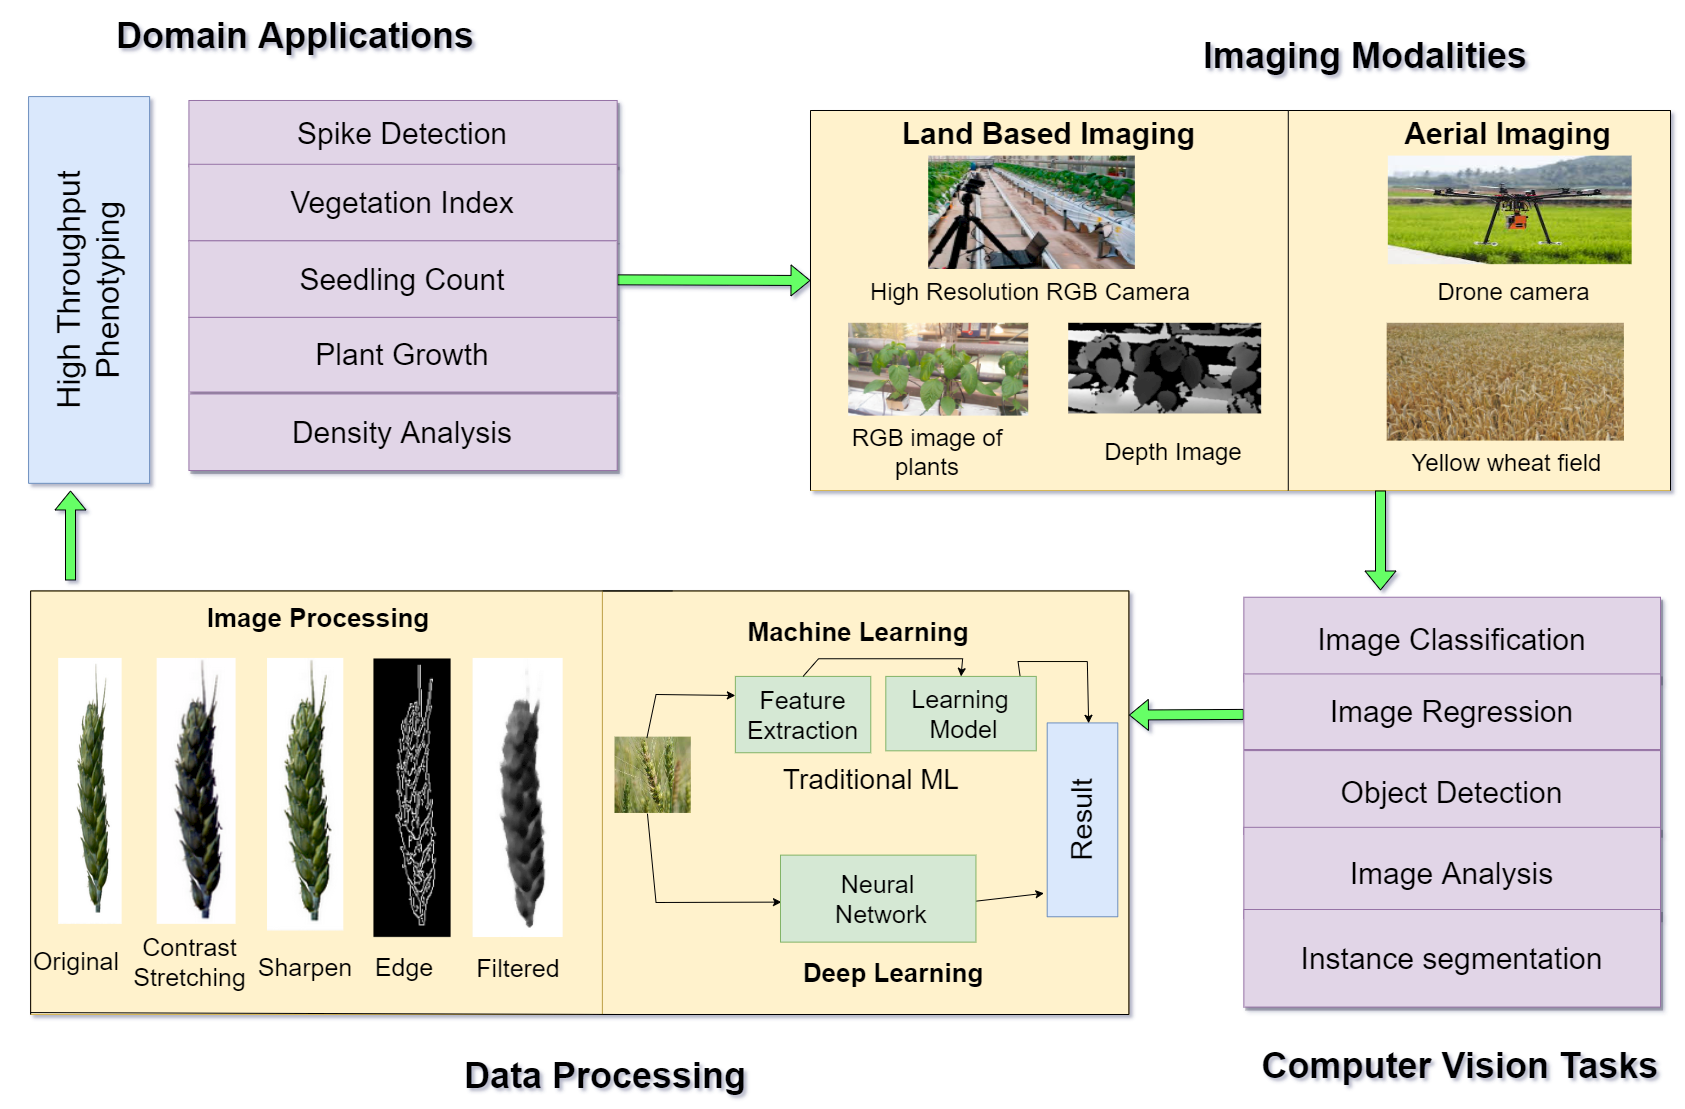 Domain Applications
High Throughput
Phenotyping
Spike Detection
Vegetation Index
Seedling Count
Plant Growth
Density Analysis
Imaging Modalities
Land Based Imaging
High Resolution RGB Camera
RGB image of
plants
Depth Image
Aerial Imaging
Drone camera
Yellow wheat field
Image Classification
Image Regression
Object Detection
Image Analysis
Instance segmentation
Computer Vision Tasks
Image Processing
Original
Contrast
Stretching
Sharpen
Edge
Filtered
Machine Learning
Feature
Extraction
Learning
Model
Traditional ML
Result
Neural
Network
Deep Learning
Data Processing